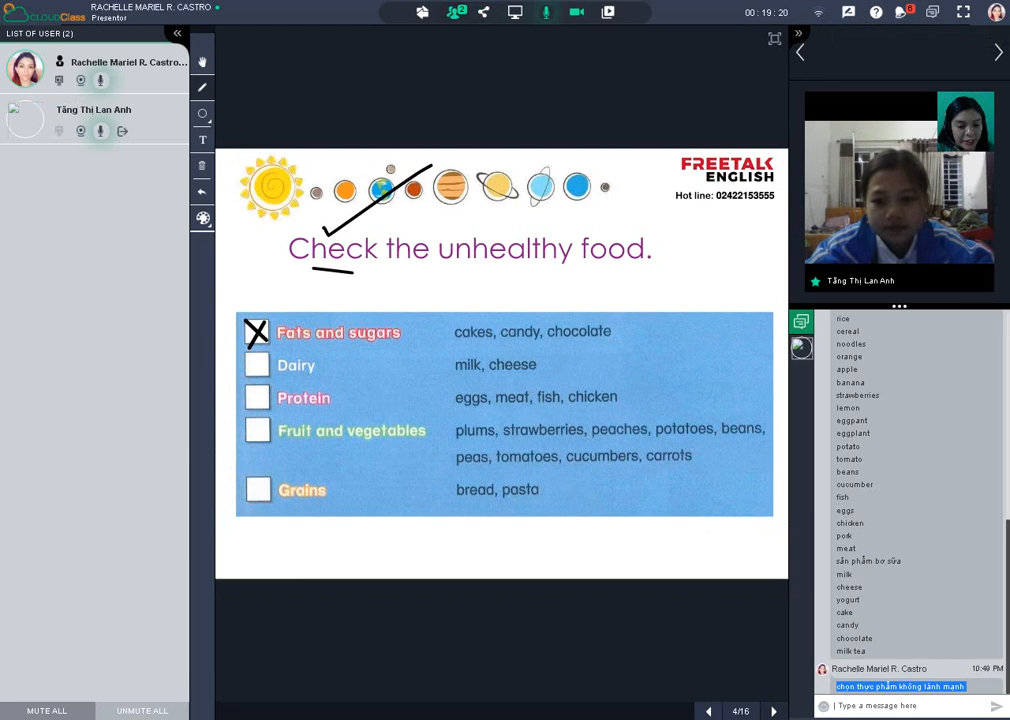 CLOUDCLASS
RACHELLE MARIEL R. CASTRO
Presentor
00 : 19 : 20
6
2
LIST OF USER (2)
Rachelle Mariel R. Castro...
Tăng Thị Lan Anh
T
FREETALK
ENGLISH
Hot line: 02422153555
Check the unhealthy food.
X Fats and sugars cakes, candy, chocolate
Dairy milk, cheese
Protein eggs, meat, fish, chicken
Fruit and vegetables plums, strawberries, peaches, potatoes, beans,
peas, tomatoes, cucumbers, carrots
Grains bread, pasta
Tăng Thị Lan Anh
rice
cereal
noodles
orange
apple
banana
strawberries
lemon
eggpant
eggplant
potato
tomato
beans
cucumber
fish
eggs
chicken
pork
meat
sản phẩm bơ sữa
milk
cheese
yogurt
cake
candy
chocolate
milk tea
Rachelle Mariel R. Castro 10:49 PM
chọn thực phẩm không lành mạnh
Type a message here
MUTE ALL
UNMUTE ALL
4/16